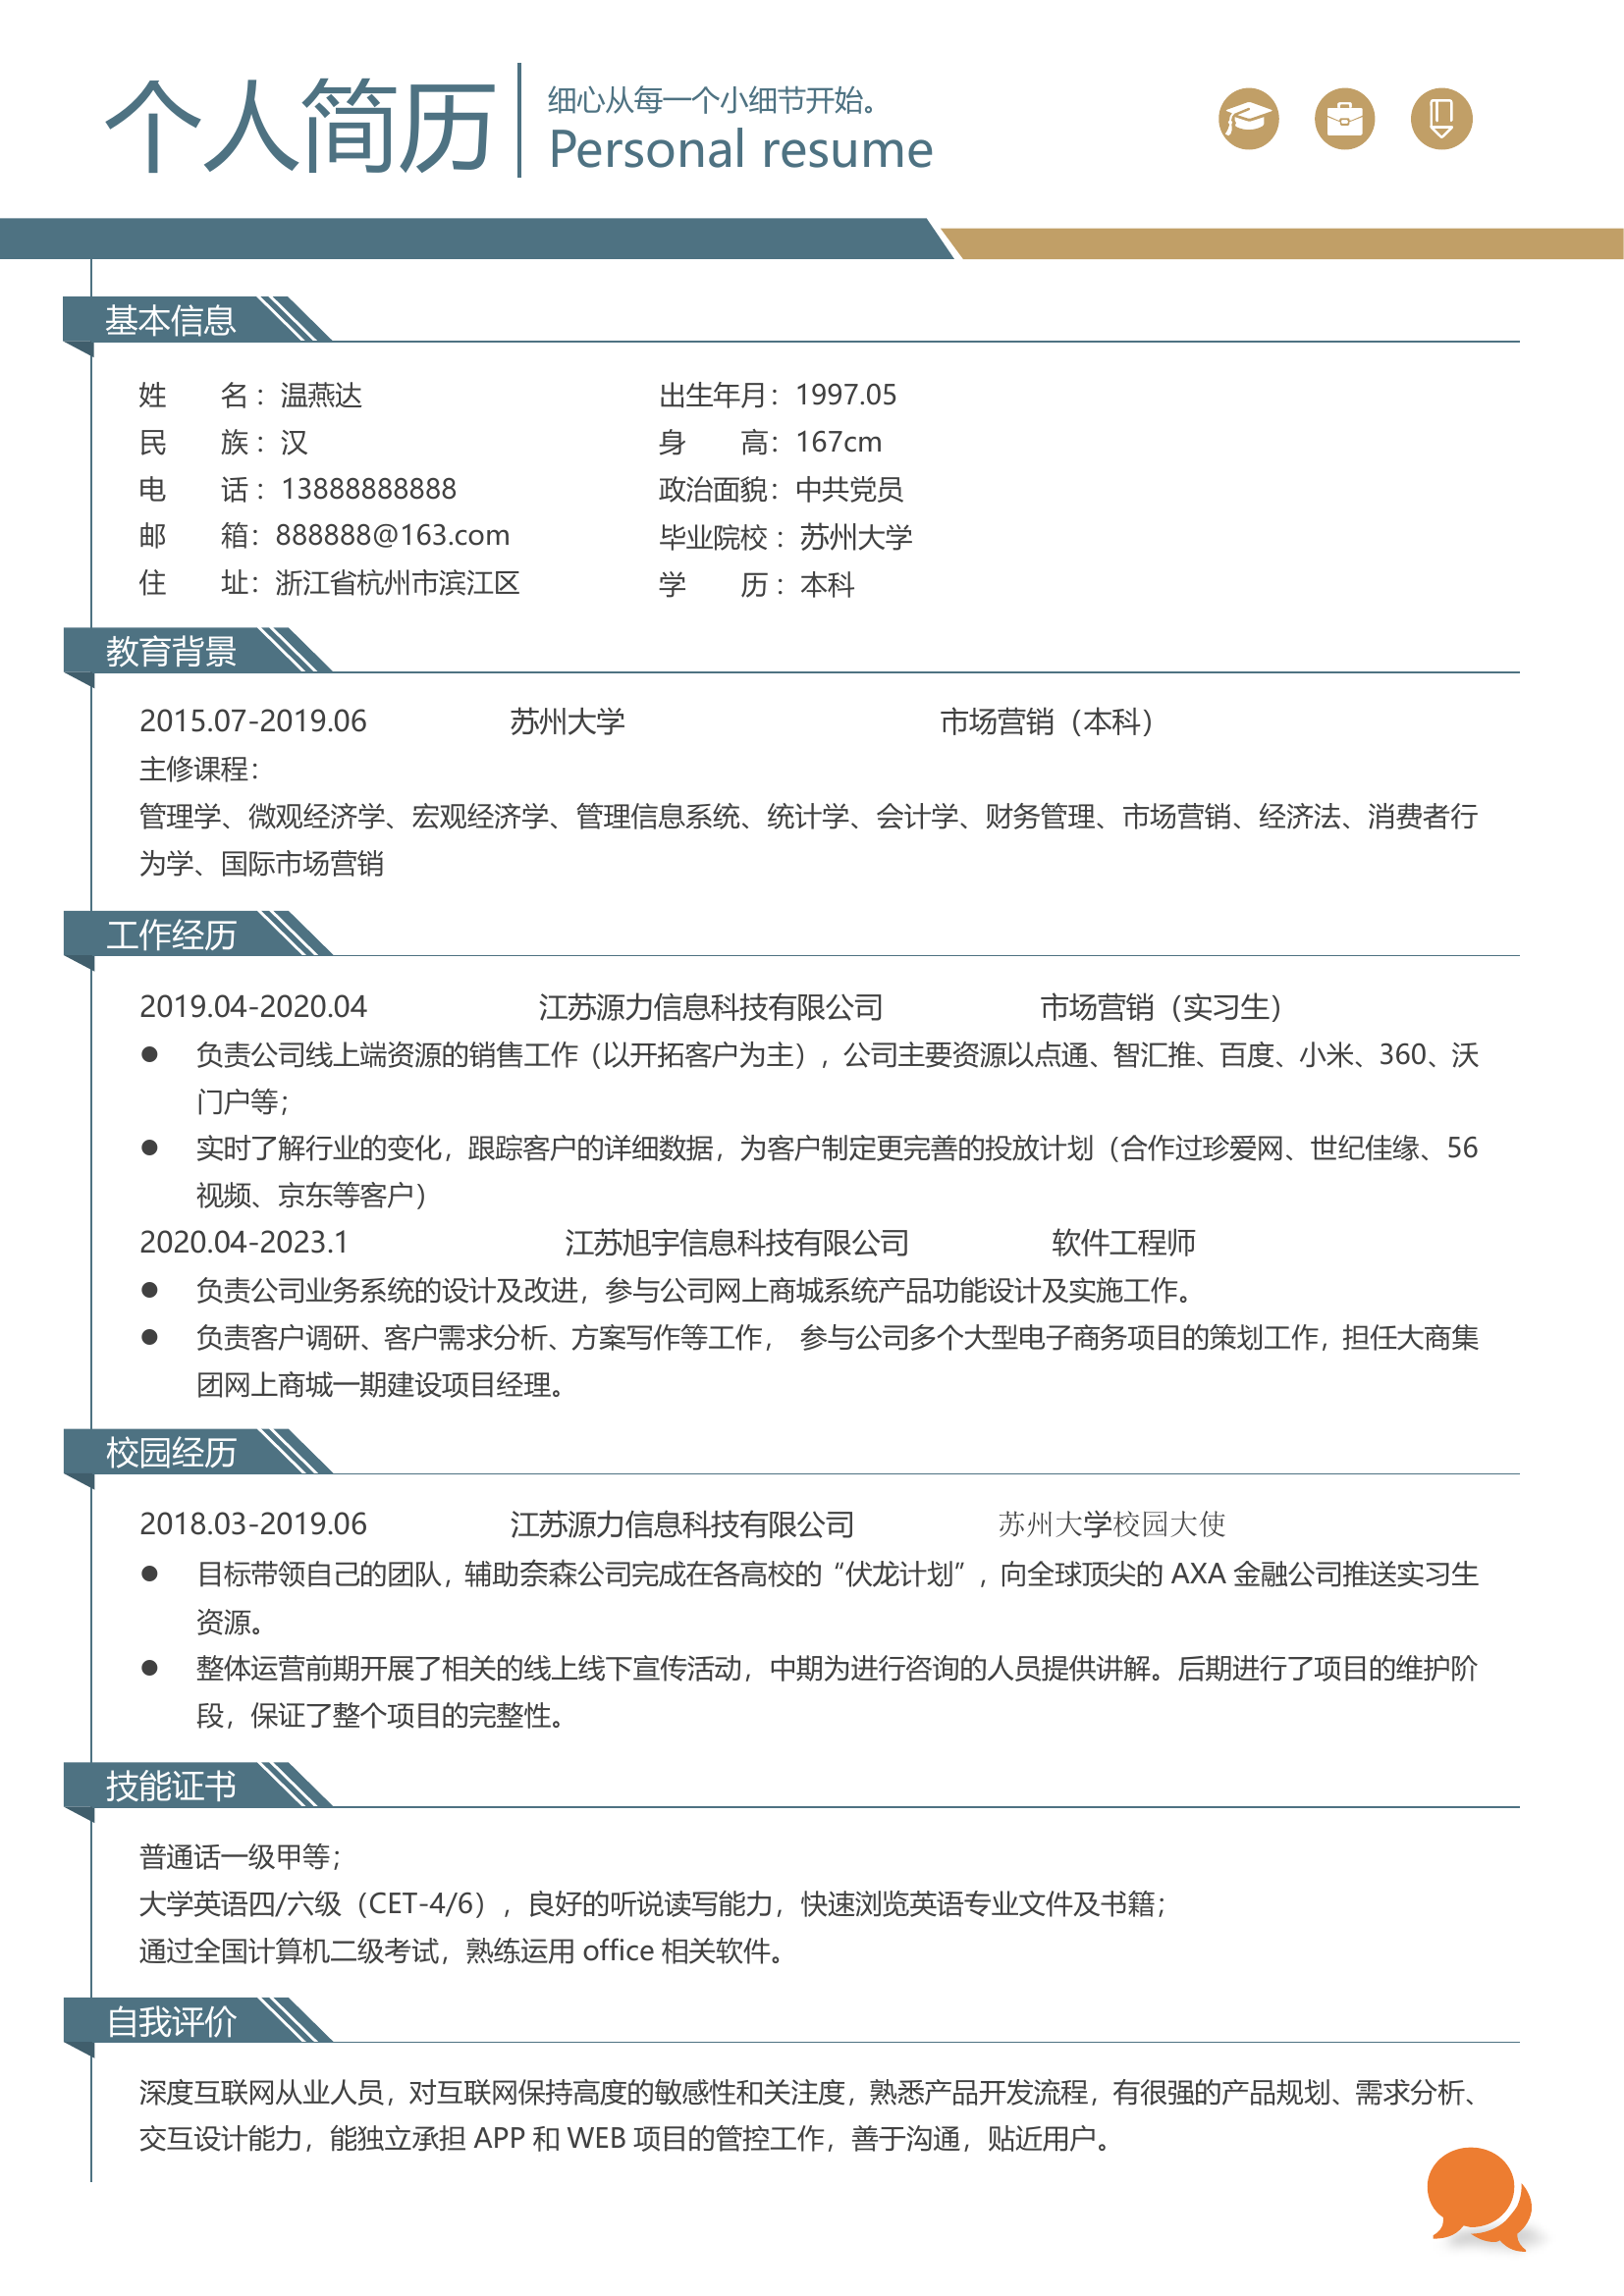 个人简历
细心从每一个小细节开始。
Personal resume
基本信息
姓　　名：温燕达　　出生年月：1997.05
民　　族：汉　　身　　高：167cm
电　　话：13888888888　　政治面貌：中共党员
邮　　箱：888888@163.com　　毕业院校：苏州大学
住　　址：浙江省杭州市滨江区　　学　　历：本科
教育背景
2015.07-2019.06　　苏州大学　　市场营销（本科）
主修课程：
管理学、微观经济学、宏观经济学、管理信息系统、统计学、会计学、财务管理、市场营销、经济法、消费者行
为学、国际市场营销
工作经历
2019.04-2020.04　　江苏源力信息科技有限公司　　市场营销（实习生）
● 负责公司线上端资源的销售工作（以开拓客户为主），公司主要资源以点通、智汇推、百度、小米、360、沃
门户等；
● 实时了解行业的变化，跟踪客户的详细数据，为客户制定更完善的投放计划（合作过珍爱网、世纪佳缘、56
视频、京东等客户）
2020.04-2023.1　　江苏旭宇信息科技有限公司　　软件工程师
● 负责公司业务系统的设计及改进，参与公司网上商城系统产品功能设计及实施工作。
● 负责客户调研、客户需求分析、方案写作等工作， 参与公司多个大型电子商务项目的策划工作，担任大商集
团网上商城一期建设项目经理。
校园经历
2018.03-2019.06　　江苏源力信息科技有限公司　　苏州大学校园大使
● 目标带领自己的团队，辅助奈森公司完成在各高校的“伏龙计划”，向全球顶尖的 AXA 金融公司推送实习生
资源。
● 整体运营前期开展了相关的线上线下宣传活动，中期为进行咨询的人员提供讲解。后期进行了项目的维护阶
段，保证了整个项目的完整性。
技能证书
普通话一级甲等；
大学英语四/六级（CET-4/6），良好的听说读写能力，快速浏览英语专业文件及书籍；
通过全国计算机二级考试，熟练运用 office 相关软件。
自我评价
深度互联网从业人员，对互联网保持高度的敏感性和关注度，熟悉产品开发流程，有很强的产品规划、需求分析、
交互设计能力，能独立承担 APP 和 WEB 项目的管控工作，善于沟通，贴近用户。